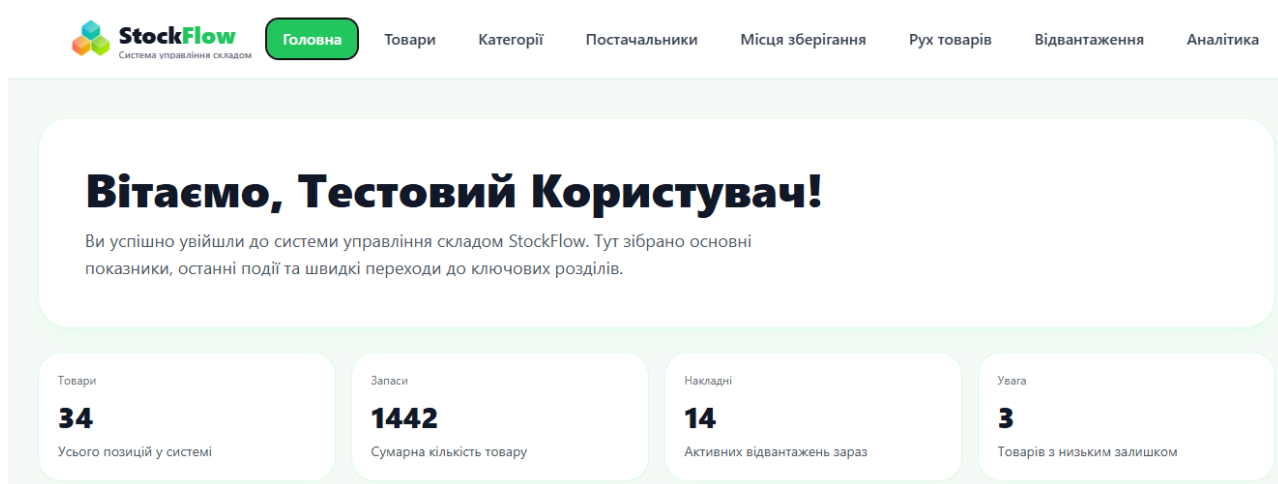 StockFlow
Система управління складом
Головна Товари Категорії Постачальники Місця зберігання Рух товарів Відвантаження Аналітика
Вітаємо, Тестовий Користувач!
Ви успішно увійшли до системи управління складом StockFlow. Тут зібрано основні
показники, останні події та швидкі переходи до ключових розділів.
Товари
34
Усього позицій у системі
Запаси
1442
Сумарна кількість товару
Накладні
14
Активних відвантажень зараз
Увага
3
Товарів з низьким залишком